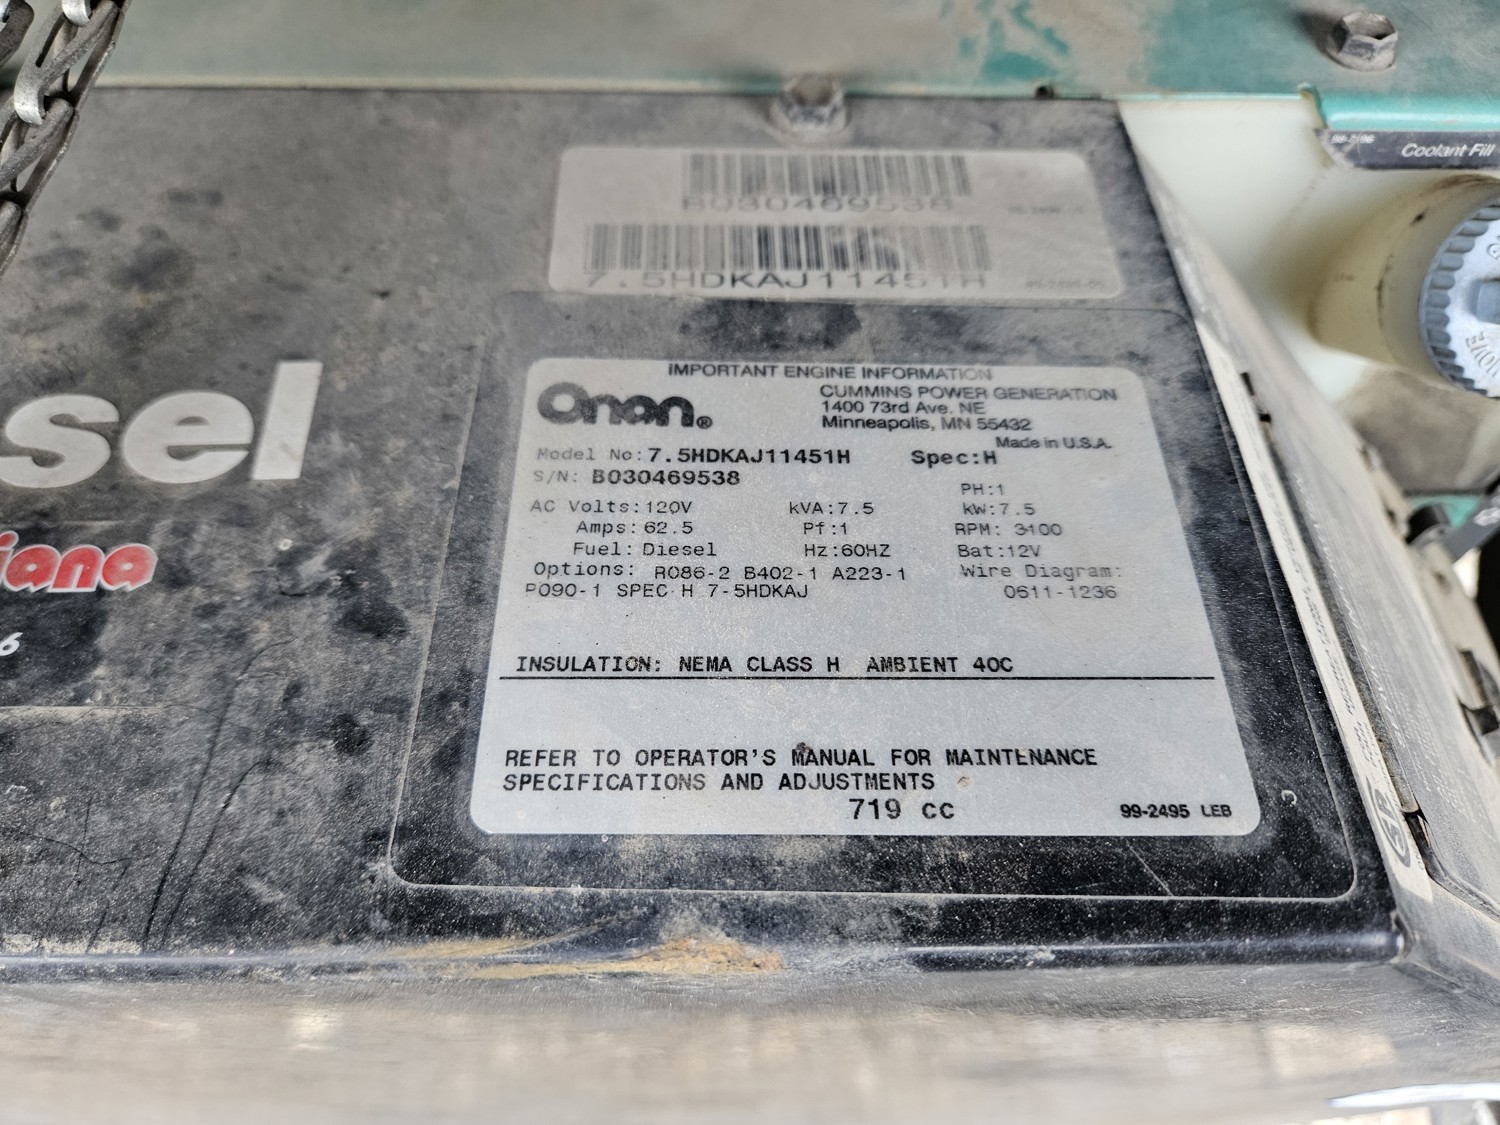 Coolant Fill
B030469538
7.5HDKAJ11451H
sel
iana
6
IMPORTANT ENGINE INFORMATION
Onan®
CUMMINS POWER GENERATION
1400 73rd Ave. NE
Minneapolis, MN 55432
Made in U.S.A.
Model No:7.5HDKAJ11451H Spec:H
S/N: B030469538
PH:1
AC Volts:120V kVA:7.5 kW:7.5
Amps:62.5 Pf:1 RPM: 3100
Fuel: Diesel Hz:60HZ Bat:12V
Options: R086-2 B402-1 A223-1 Wire Diagram:
P090-1 SPEC H 7-5HDKAJ 0611-1236
INSULATION: NEMA CLASS H AMBIENT 40C
REFER TO OPERATOR'S MANUAL FOR MAINTENANCE
SPECIFICATIONS AND ADJUSTMENTS
719 cc
99-2495 LEB